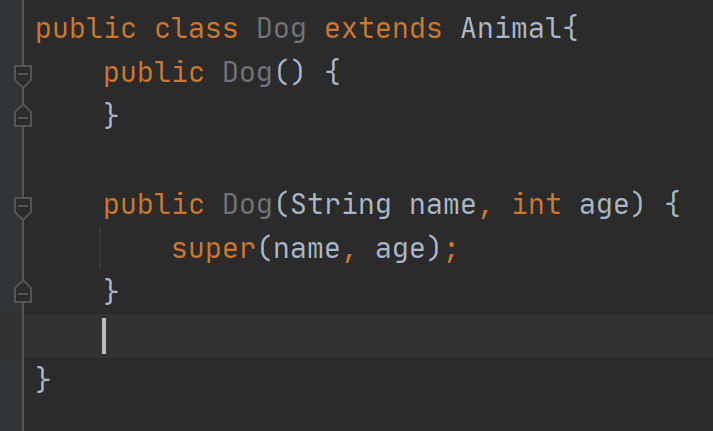 public class Dog extends Animal{
    public Dog() {
    }

    public Dog(String name, int age) {
        super(name, age);
    }

}